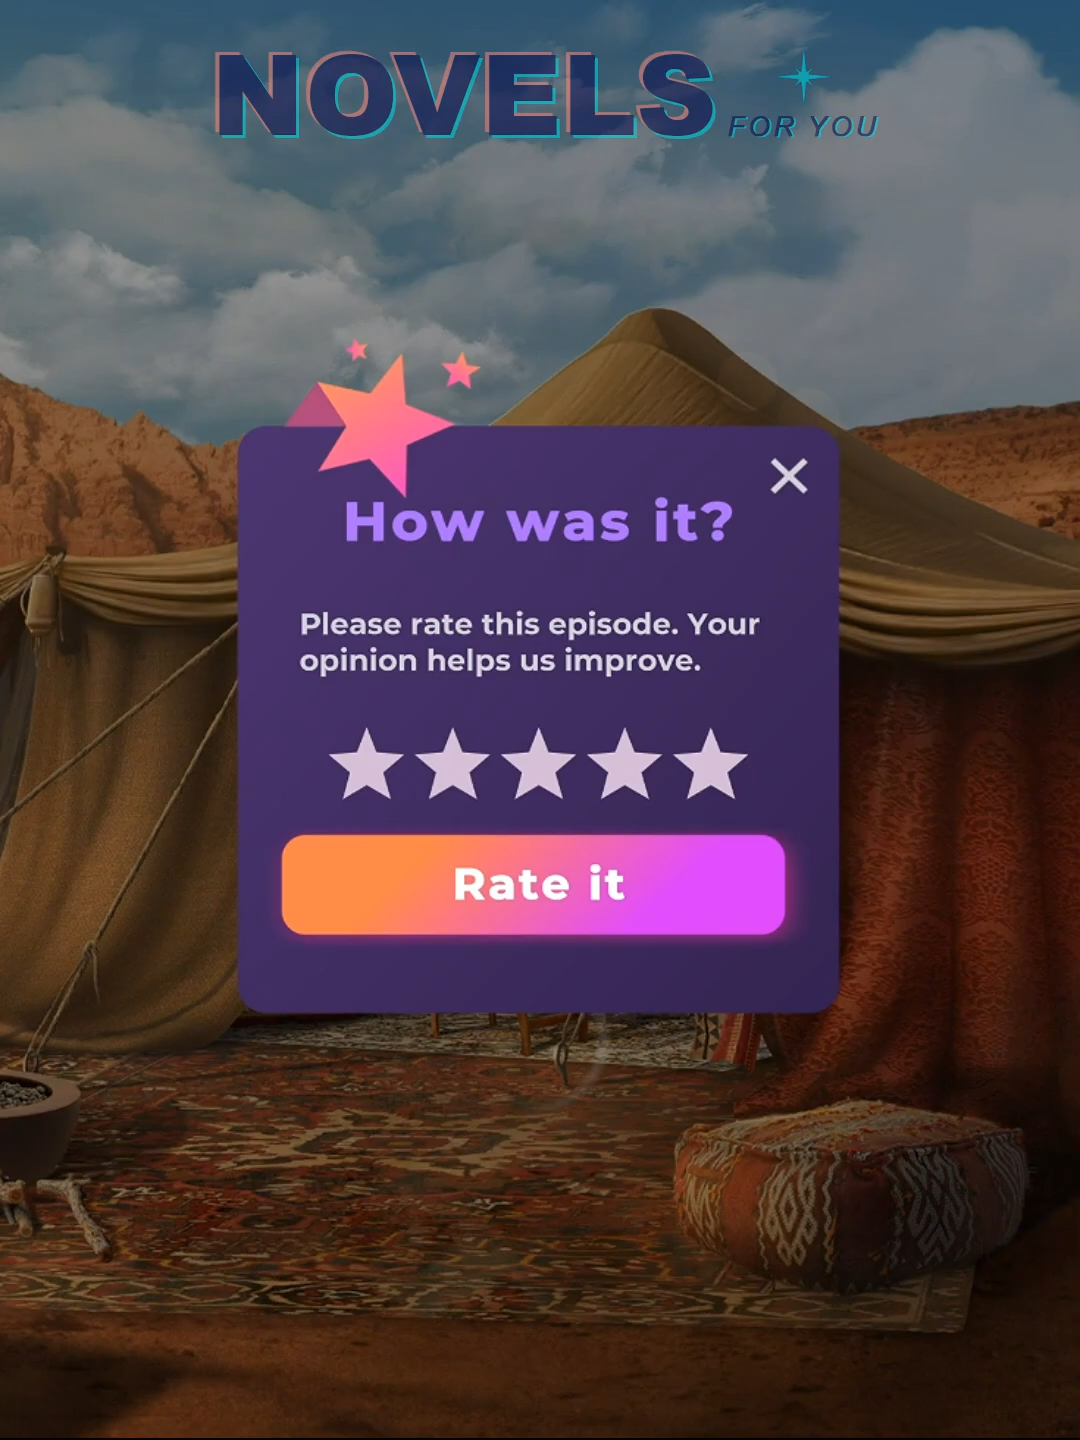 NOVELS
FOR YOU
How was it?
Please rate this episode. Your
opinion helps us improve.
Rate it